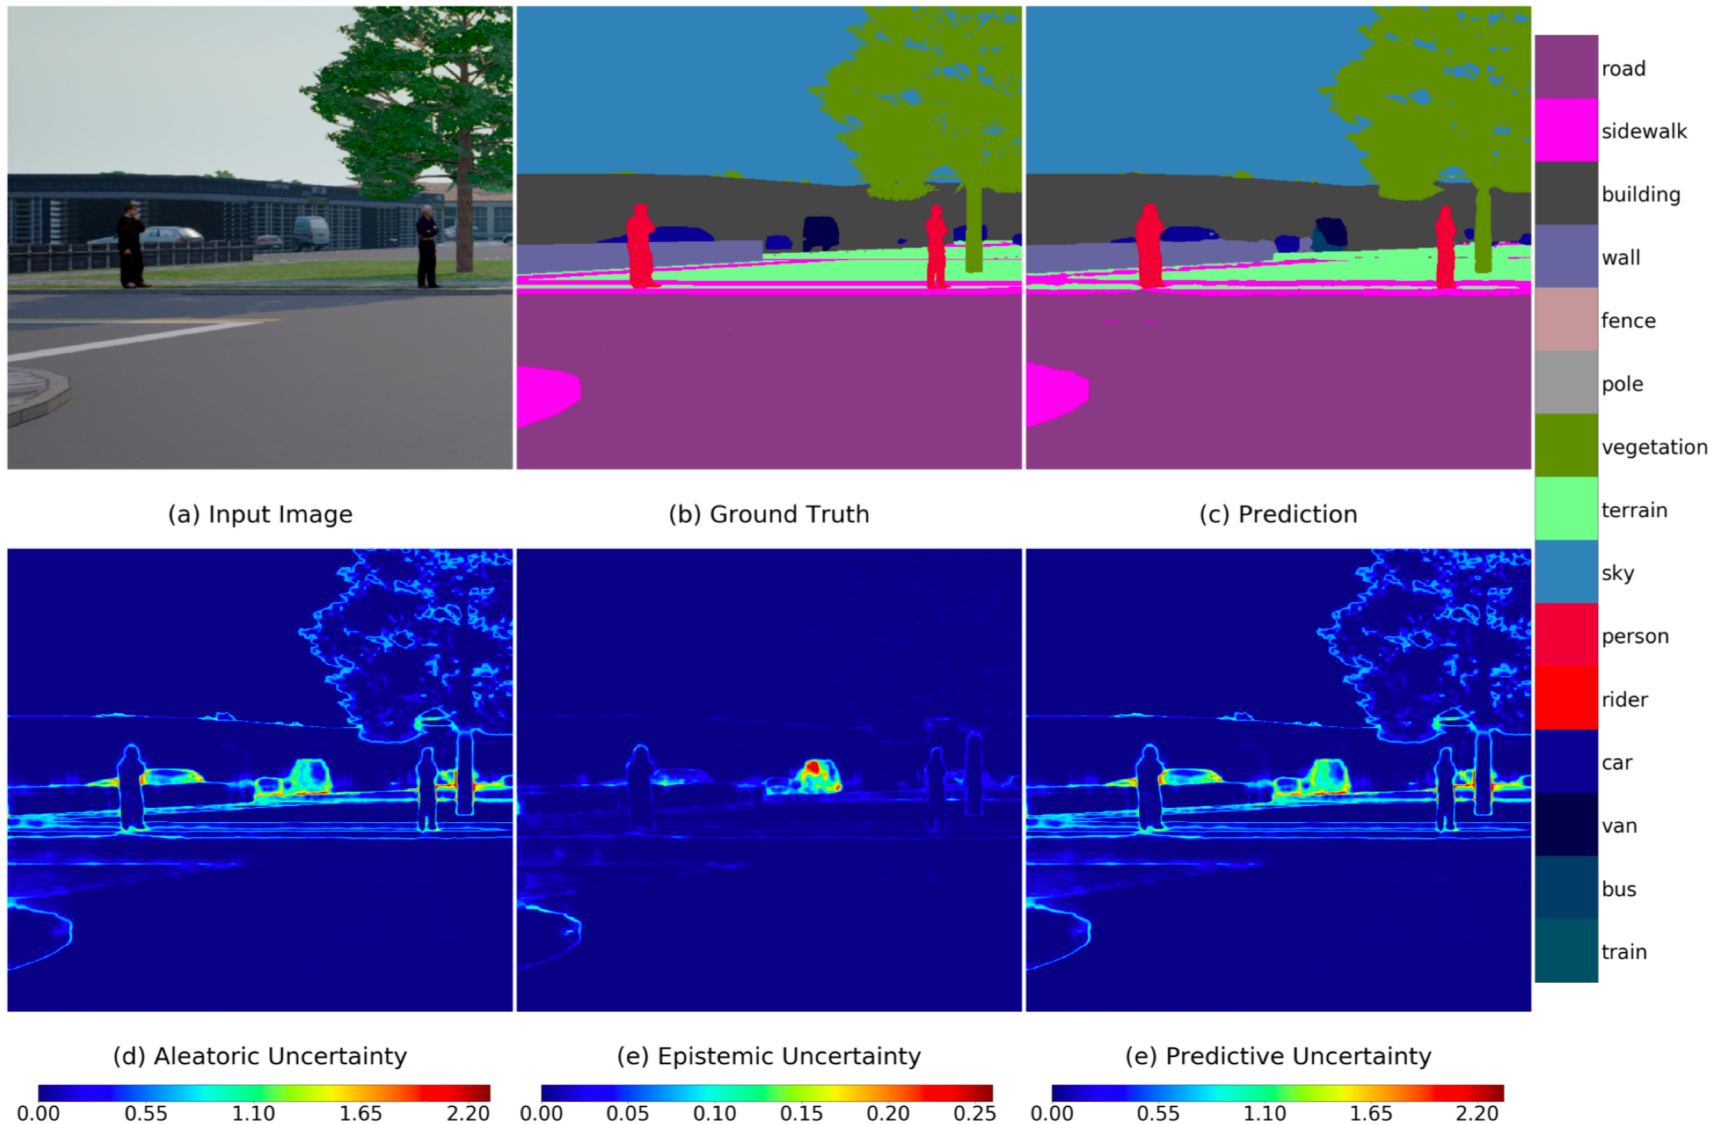 road
sidewalk
building
wall
fence
pole
vegetation
terrain
sky
person
rider
car
van
bus
train
(a) Input Image
(b) Ground Truth
(c) Prediction
(d) Aleatoric Uncertainty
(e) Epistemic Uncertainty
(e) Predictive Uncertainty
0.00 0.55 1.10 1.65 2.20
0.00 0.05 0.10 0.15 0.20 0.25
0.00 0.55 1.10 1.65 2.20